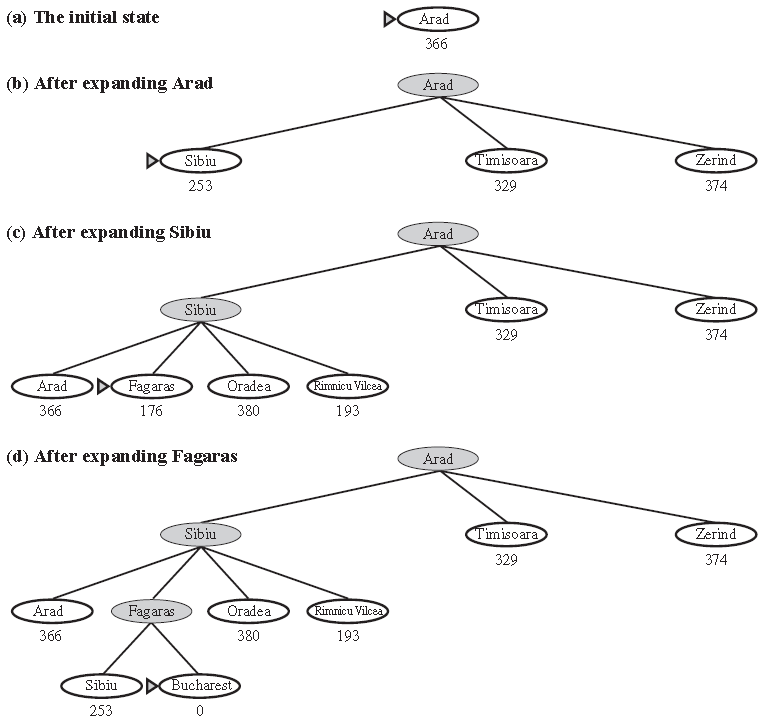 (a) The initial state
Arad
366
(b) After expanding Arad
Arad
Sibiu Timisoara Zerind
253 329 374
(c) After expanding Sibiu
Arad
Sibiu Timisoara Zerind
329 374
Arad Fagaras Oradea Rimnicu Vilcea
366 176 380 193
(d) After expanding Fagaras
Arad
Sibiu Timisoara Zerind
329 374
Arad Fagaras Oradea Rimnicu Vilcea
366 380 193
Sibiu Bucharest
253 0